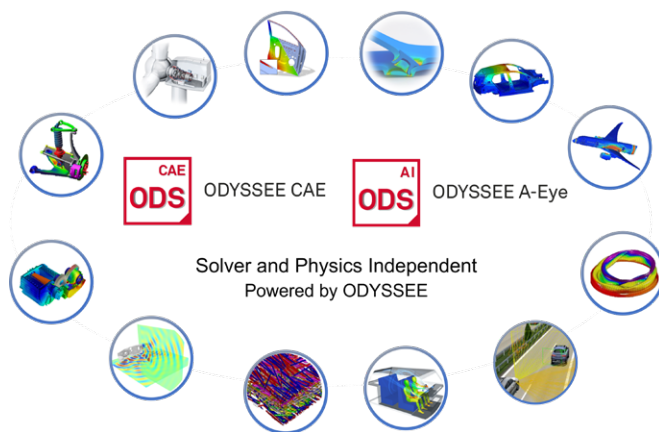 CAE
ODS
ODYSSEE CAE
AI
ODS
ODYSSEE A-Eye
Solver and Physics Independent
Powered by ODYSSEE